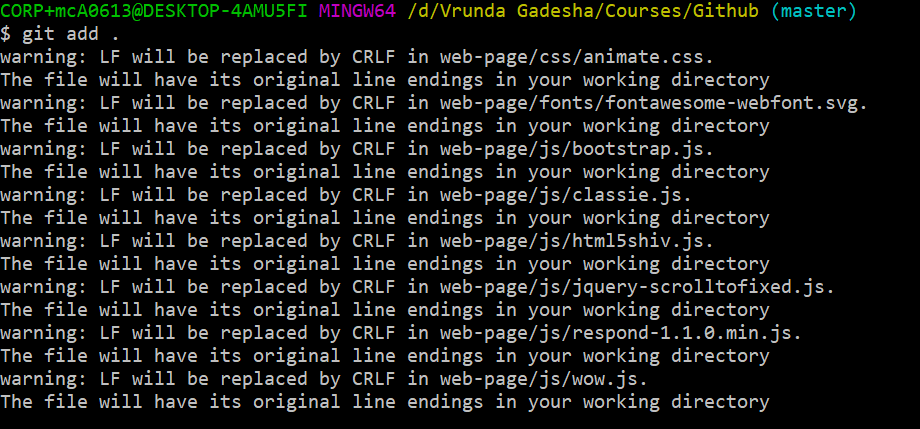 CORP+mcA0613@DESKTOP-4AMU5FI MINGW64 /d/Vrunda Gadesha/Courses/Github (master)
$ git add .
warning: LF will be replaced by CRLF in web-page/css/animate.css.
The file will have its original line endings in your working directory
warning: LF will be replaced by CRLF in web-page/fonts/fontawesome-webfont.svg.
The file will have its original line endings in your working directory
warning: LF will be replaced by CRLF in web-page/js/bootstrap.js.
The file will have its original line endings in your working directory
warning: LF will be replaced by CRLF in web-page/js/classie.js.
The file will have its original line endings in your working directory
warning: LF will be replaced by CRLF in web-page/js/html5shiv.js.
The file will have its original line endings in your working directory
warning: LF will be replaced by CRLF in web-page/js/jquery-scrolltofixed.js.
The file will have its original line endings in your working directory
warning: LF will be replaced by CRLF in web-page/js/respond-1.1.0.min.js.
The file will have its original line endings in your working directory
warning: LF will be replaced by CRLF in web-page/js/wow.js.
The file will have its original line endings in your working directory